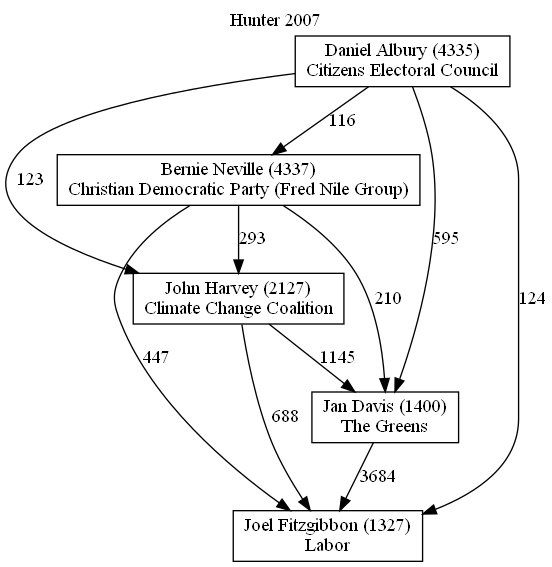 Hunter 2007
Daniel Albury (4335)
Citizens Electoral Council
116
Bernie Neville (4337)
Christian Democratic Party (Fred Nile Group)
123
293
595
John Harvey (2127)
Climate Change Coalition
210
124
447
1145
Jan Davis (1400)
The Greens
688
3684
Joel Fitzgibbon (1327)
Labor